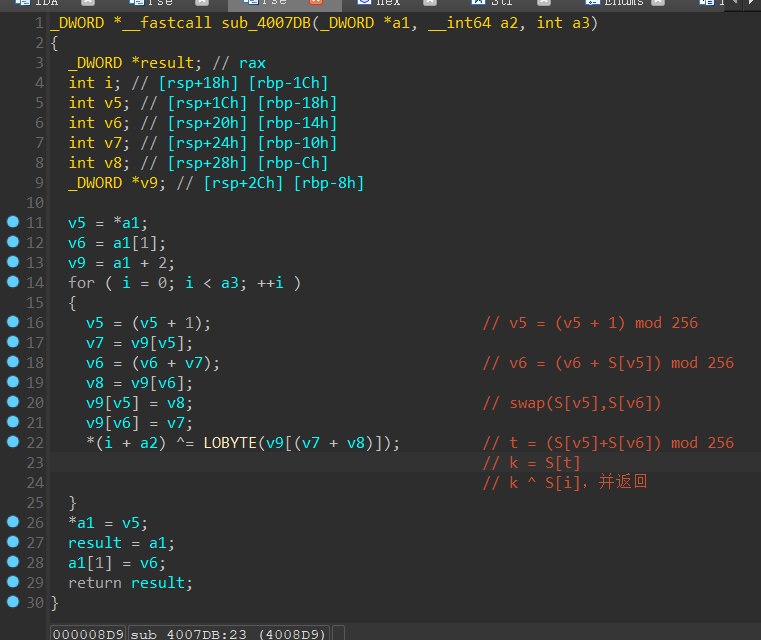 IDA
Hex
Enums
1 _DWORD *__fastcall sub_4007DB(_DWORD *a1, __int64 a2, int a3)
2 {
3 _DWORD *result; // rax
4 int i; // [rsp+18h] [rbp-1Ch]
5 int v5; // [rsp+1Ch] [rbp-18h]
6 int v6; // [rsp+20h] [rbp-14h]
7 int v7; // [rsp+24h] [rbp-10h]
8 int v8; // [rsp+28h] [rbp-Ch]
9 _DWORD *v9; // [rsp+2Ch] [rbp-8h]
10
11 v5 = *a1;
12 v6 = a1[1];
13 v9 = a1 + 2;
14 for ( i = 0; i < a3; ++i )
15 {
16 v5 = (v5 + 1); // v5 = (v5 + 1) mod 256
17 v7 = v9[v5];
18 v6 = (v6 + v7); // v6 = (v6 + S[v5]) mod 256
19 v8 = v9[v6];
20 v9[v5] = v8; // swap(S[v5],S[v6])
21 v9[v6] = v7;
22 *(i + a2) ^= LOBYTE(v9[(v7 + v8)]); // t = (S[v5]+S[v6]) mod 256
23 // k = S[t]
24 // k ^ S[i]，并返回
25 }
26 *a1 = v5;
27 result = a1;
28 a1[1] = v6;
29 return result;
30 }
000008D9 sub_4007DB:23 (4008D9)